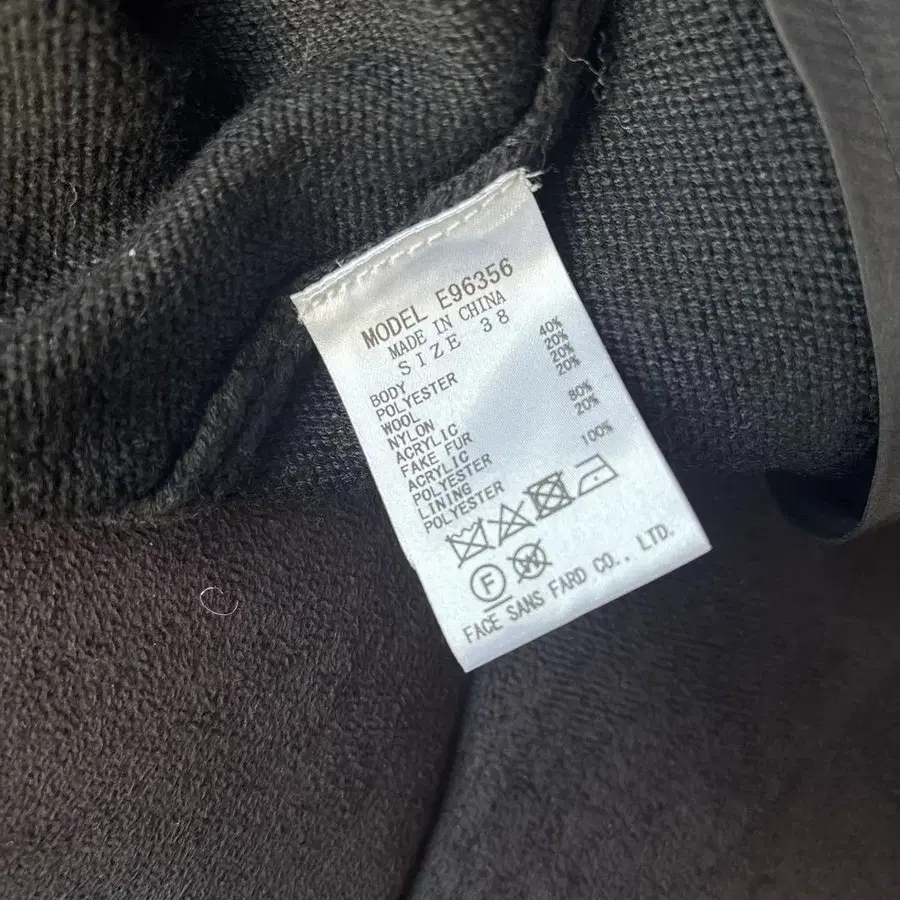 MODEL E96356
MADE IN CHINA
SIZE 38
BODY
POLYESTER 40%
WOOL 20%
NYLON 20%
ACRYLIC 20%
FAKE FUR
ACRYLIC 80%
POLYESTER 20%
LINING
POLYESTER 100%
F W
FACE SANS FARD CO., LTD.